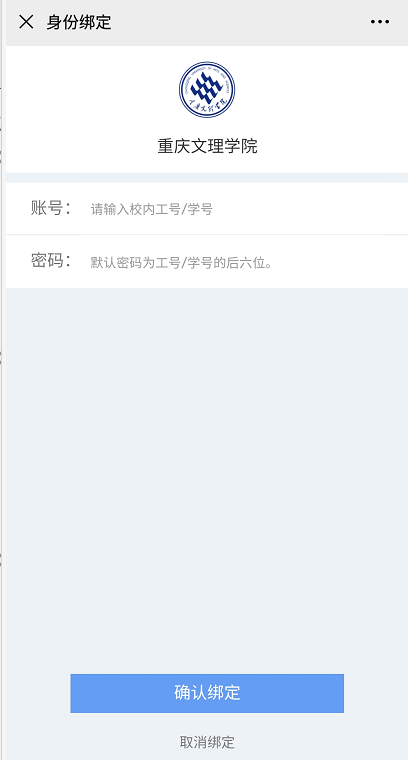 身份绑定
重庆文理学院
账号： 请输入校内工号/学号
密码： 默认密码为工号/学号的后六位。
确认绑定
取消绑定